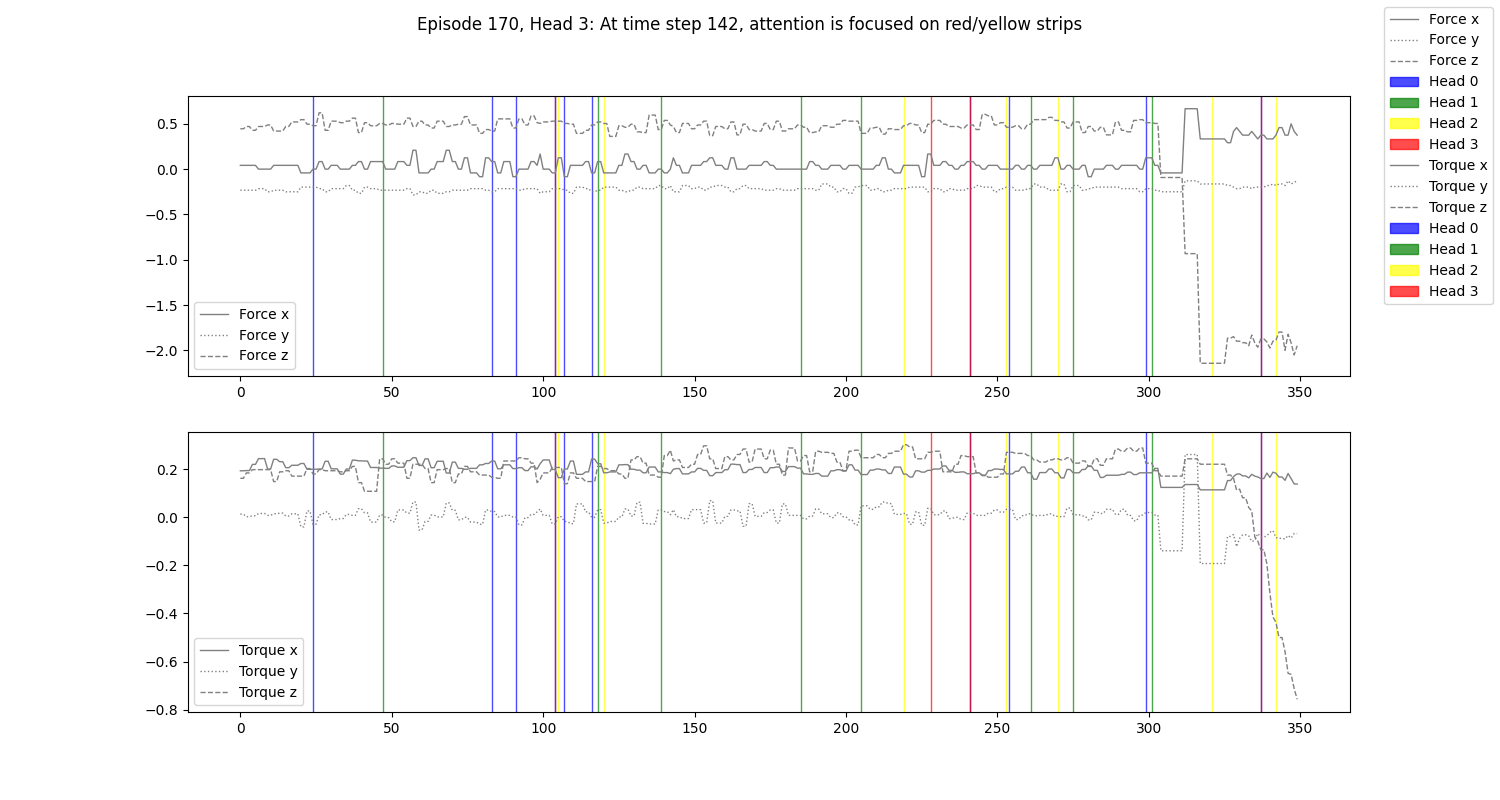 Episode 170, Head 3: At time step 142, attention is focused on red/yellow strips
Force x
Force y
Force z
Head 0
Head 1
Head 2
Head 3
Torque x
Torque y
Torque z
Head 0
Head 1
Head 2
Head 3
0.5
0.0
−0.5
−1.0
−1.5
−2.0
Force x
Force y
Force z
0 50 100 150 200 250 300 350
0.2
0.0
−0.2
−0.4
−0.6
−0.8
Torque x
Torque y
Torque z
0 50 100 150 200 250 300 350